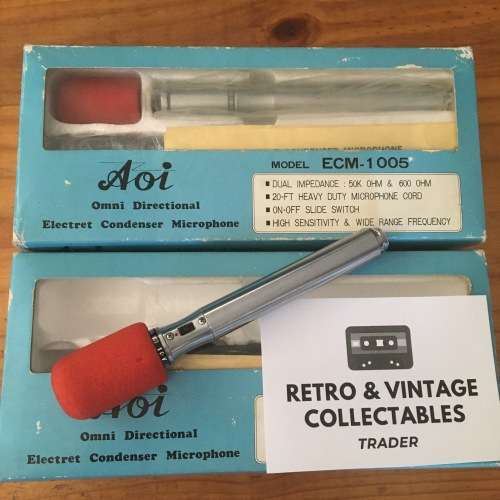 Aoi
Omni Directional
Electret Condenser Microphone
CONDENSER MICROPHONE
MODEL ECM-1005
DUAL IMPEDANCE : 50K OHM & 600 OHM
20-FT HEAVY DUTY MICROPHONE CORD
ON-OFF SLIDE SWITCH
HIGH SENSITIVITY & WIDE RANGE FREQUENCY
Aoi
Omni Directional
Electret Condenser Microphone
RETRO & VINTAGE
COLLECTABLES
TRADER